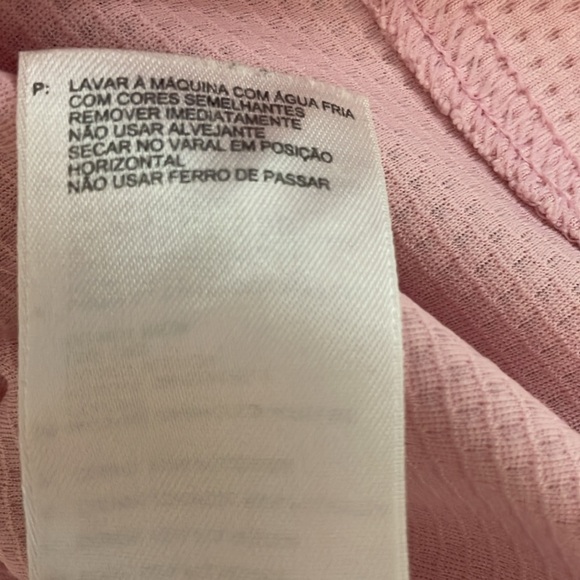 P: LAVAR À MÁQUINA COM ÁGUA FRIA
COM CORES SEMELHANTES
REMOVER IMEDIATAMENTE
NÃO USAR ALVEJANTE
SECAR NO VARAL EM POSIÇÃO
HORIZONTAL
NÃO USAR FERRO DE PASSAR